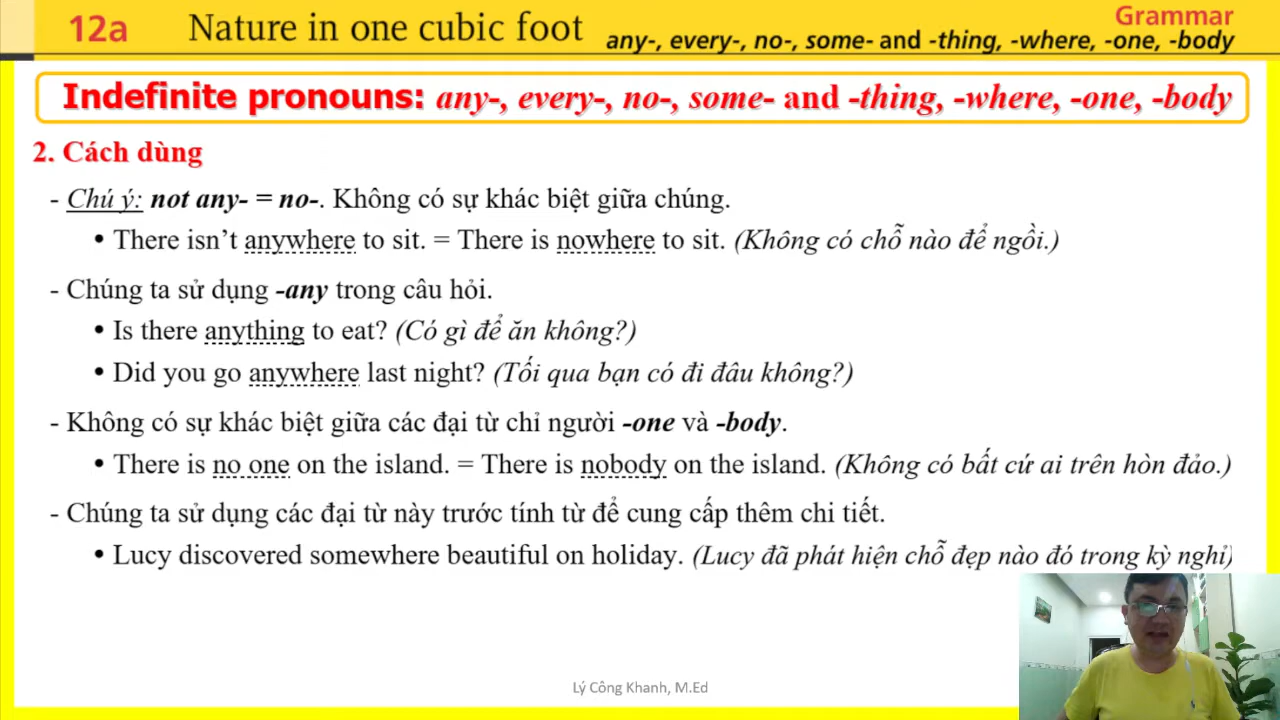 12a Nature in one cubic foot
Grammar
any-, every-, no-, some- and -thing, -where, -one, -body
Indefinite pronouns: any-, every-, no-, some- and -thing, -where, -one, -body
2. Cách dùng
- Chú ý: not any- = no-. Không có sự khác biệt giữa chúng.
• There isn't anywhere to sit. = There is nowhere to sit. (Không có chỗ nào để ngồi.)
- Chúng ta sử dụng -any trong câu hỏi.
• Is there anything to eat? (Có gì để ăn không?)
• Did you go anywhere last night? (Tối qua bạn có đi đâu không?)
- Không có sự khác biệt giữa các đại từ chỉ người -one và -body.
• There is no one on the island. = There is nobody on the island. (Không có bất cứ ai trên hòn đảo.)
- Chúng ta sử dụng các đại từ này trước tính từ để cung cấp thêm chi tiết.
• Lucy discovered somewhere beautiful on holiday. (Lucy đã phát hiện chỗ đẹp nào đó trong kỳ nghỉ)
Lý Công Khanh, M.Ed